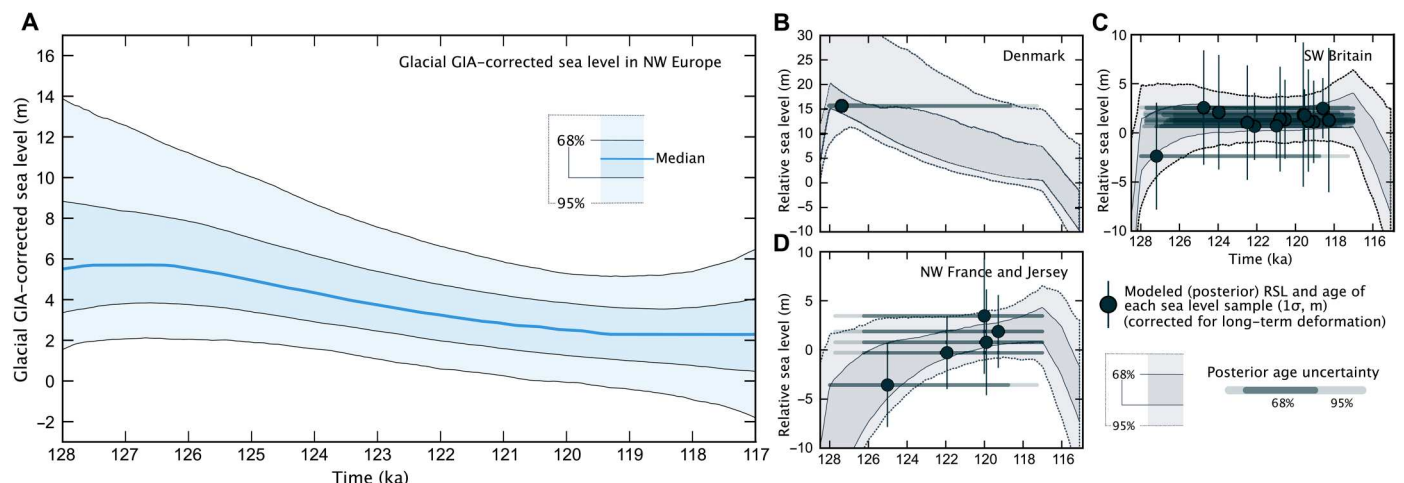 A
Glacial GIA-corrected sea level in NW Europe
Glacial GIA-corrected sea level (m)
16
14
12
10
8
6
4
2
0
−2
68%
Median
95%
128 127 126 125 124 123 122 121 120 119 118 117
Time (ka)
B
Denmark
Relative sea level (m)
30
25
20
15
10
5
0
−5
−10
C
SW Britain
Relative sea level (m)
10
5
0
−5
−10
128 126 124 122 120 118 116
Time (ka)
D
NW France and Jersey
Relative sea level (m)
10
5
0
−5
−10
128 126 124 122 120 118 116
Modeled (posterior) RSL and age of
each sea level sample (1σ, m)
(corrected for long-term deformation)
68%
95%
Posterior age uncertainty
68% 95%